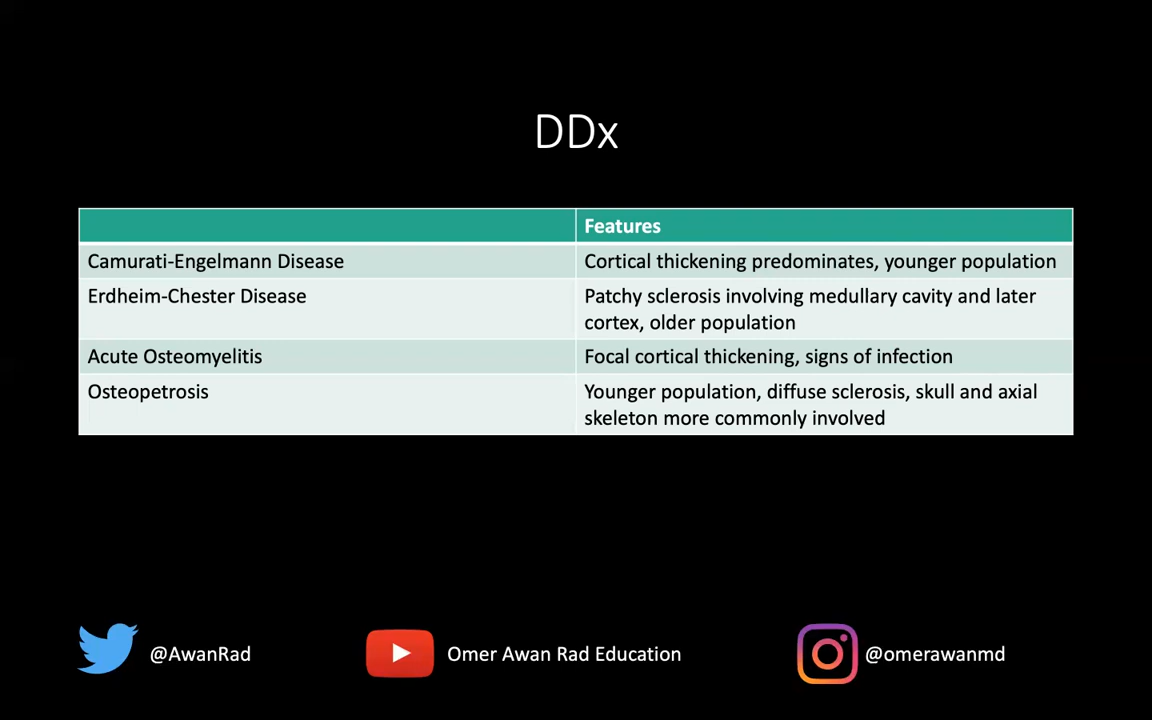 DDx
Features
Camurati-Engelmann Disease
Cortical thickening predominates, younger population
Erdheim-Chester Disease
Patchy sclerosis involving medullary cavity and later
cortex, older population
Acute Osteomyelitis
Focal cortical thickening, signs of infection
Osteopetrosis
Younger population, diffuse sclerosis, skull and axial
skeleton more commonly involved
@AwanRad
Omer Awan Rad Education
@omerawanmd